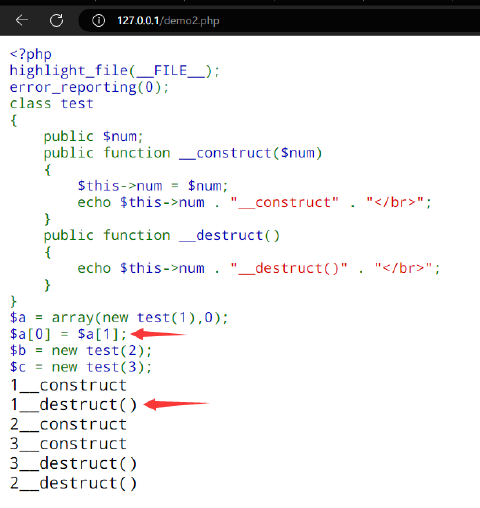 127.0.0.1/demo2.php
<?php
highlight_file(__FILE__);
error_reporting(0);
class test
{
    public $num;
    public function __construct($num)
    {
        $this->num = $num;
        echo $this->num . "__construct" . "</br>";
    }
    public function __destruct()
    {
        echo $this->num . "__destruct()" . "</br>";
    }
}
$a = array(new test(1),0);
$a[0] = $a[1];
$b = new test(2);
$c = new test(3);
1__construct
1__destruct()
2__construct
3__construct
3__destruct()
2__destruct()